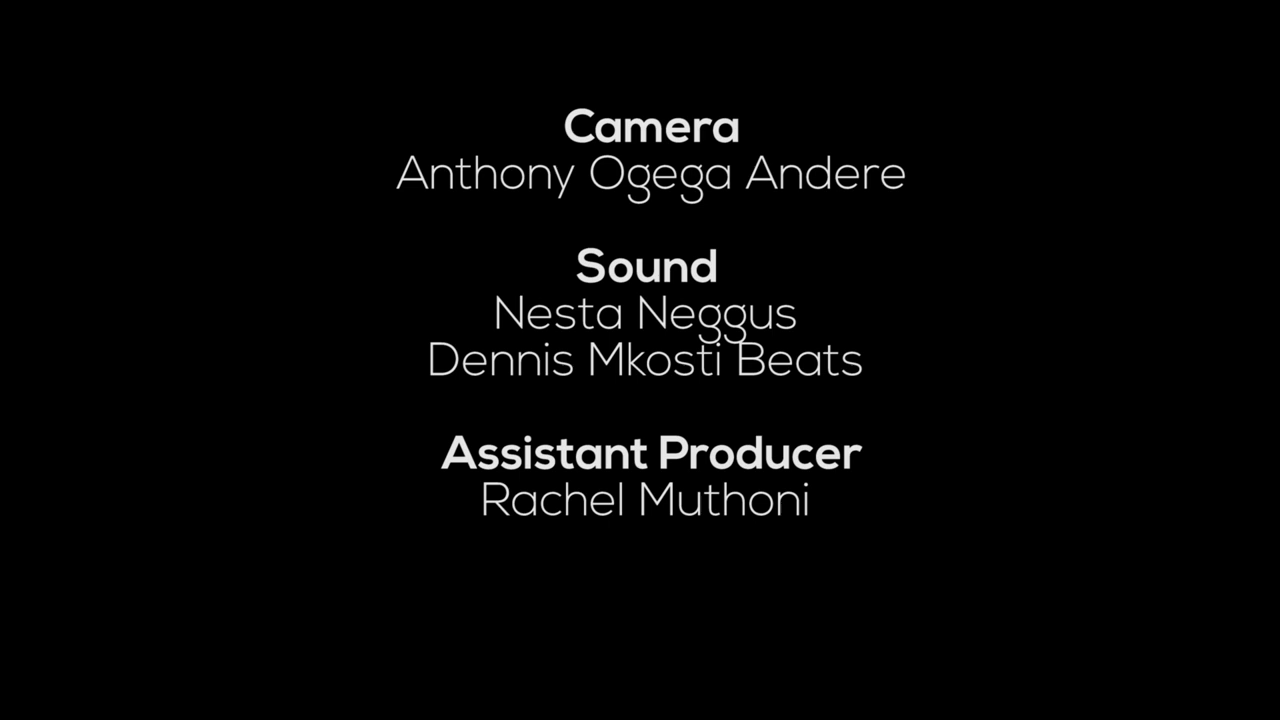 Camera
Anthony Ogega Andere
Sound
Nesta Neggus
Dennis Mkosti Beats
Assistant Producer
Rachel Muthoni